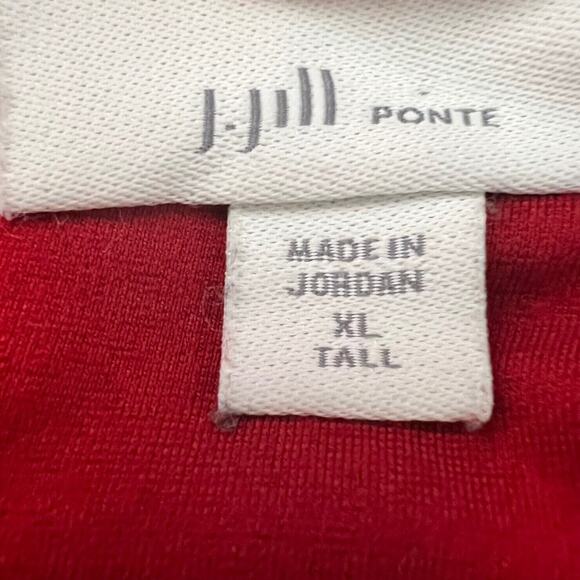 J.Jill PONTE
MADE IN
JORDAN
XL
TALL